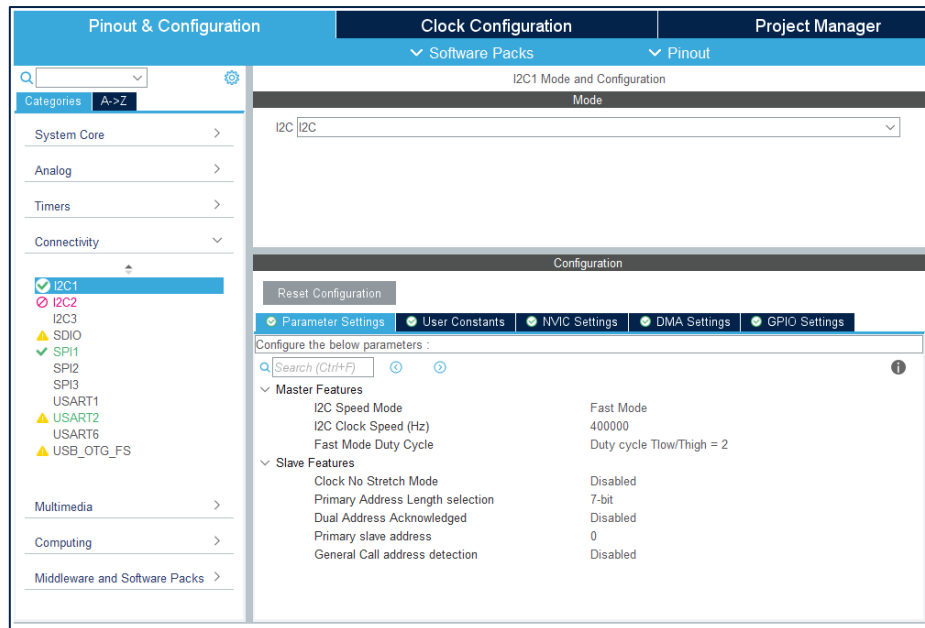 Pinout & Configuration
Clock Configuration
Project Manager
Software Packs
Pinout
Categories
A->Z
System Core
Analog
Timers
Connectivity
I2C1
I2C2
I2C3
SDIO
SPI1
SPI2
SPI3
USART1
USART2
USART6
USB_OTG_FS
Multimedia
Computing
Middleware and Software Packs
I2C1 Mode and Configuration
Mode
I2C I2C
Configuration
Reset Configuration
Parameter Settings
User Constants
NVIC Settings
DMA Settings
GPIO Settings
Configure the below parameters :
Search (Ctrl+F)
Master Features
I2C Speed Mode Fast Mode
I2C Clock Speed (Hz) 400000
Fast Mode Duty Cycle Duty cycle Tlow/Thigh = 2
Slave Features
Clock No Stretch Mode Disabled
Primary Address Length selection 7-bit
Dual Address Acknowledged Disabled
Primary slave address 0
General Call address detection Disabled